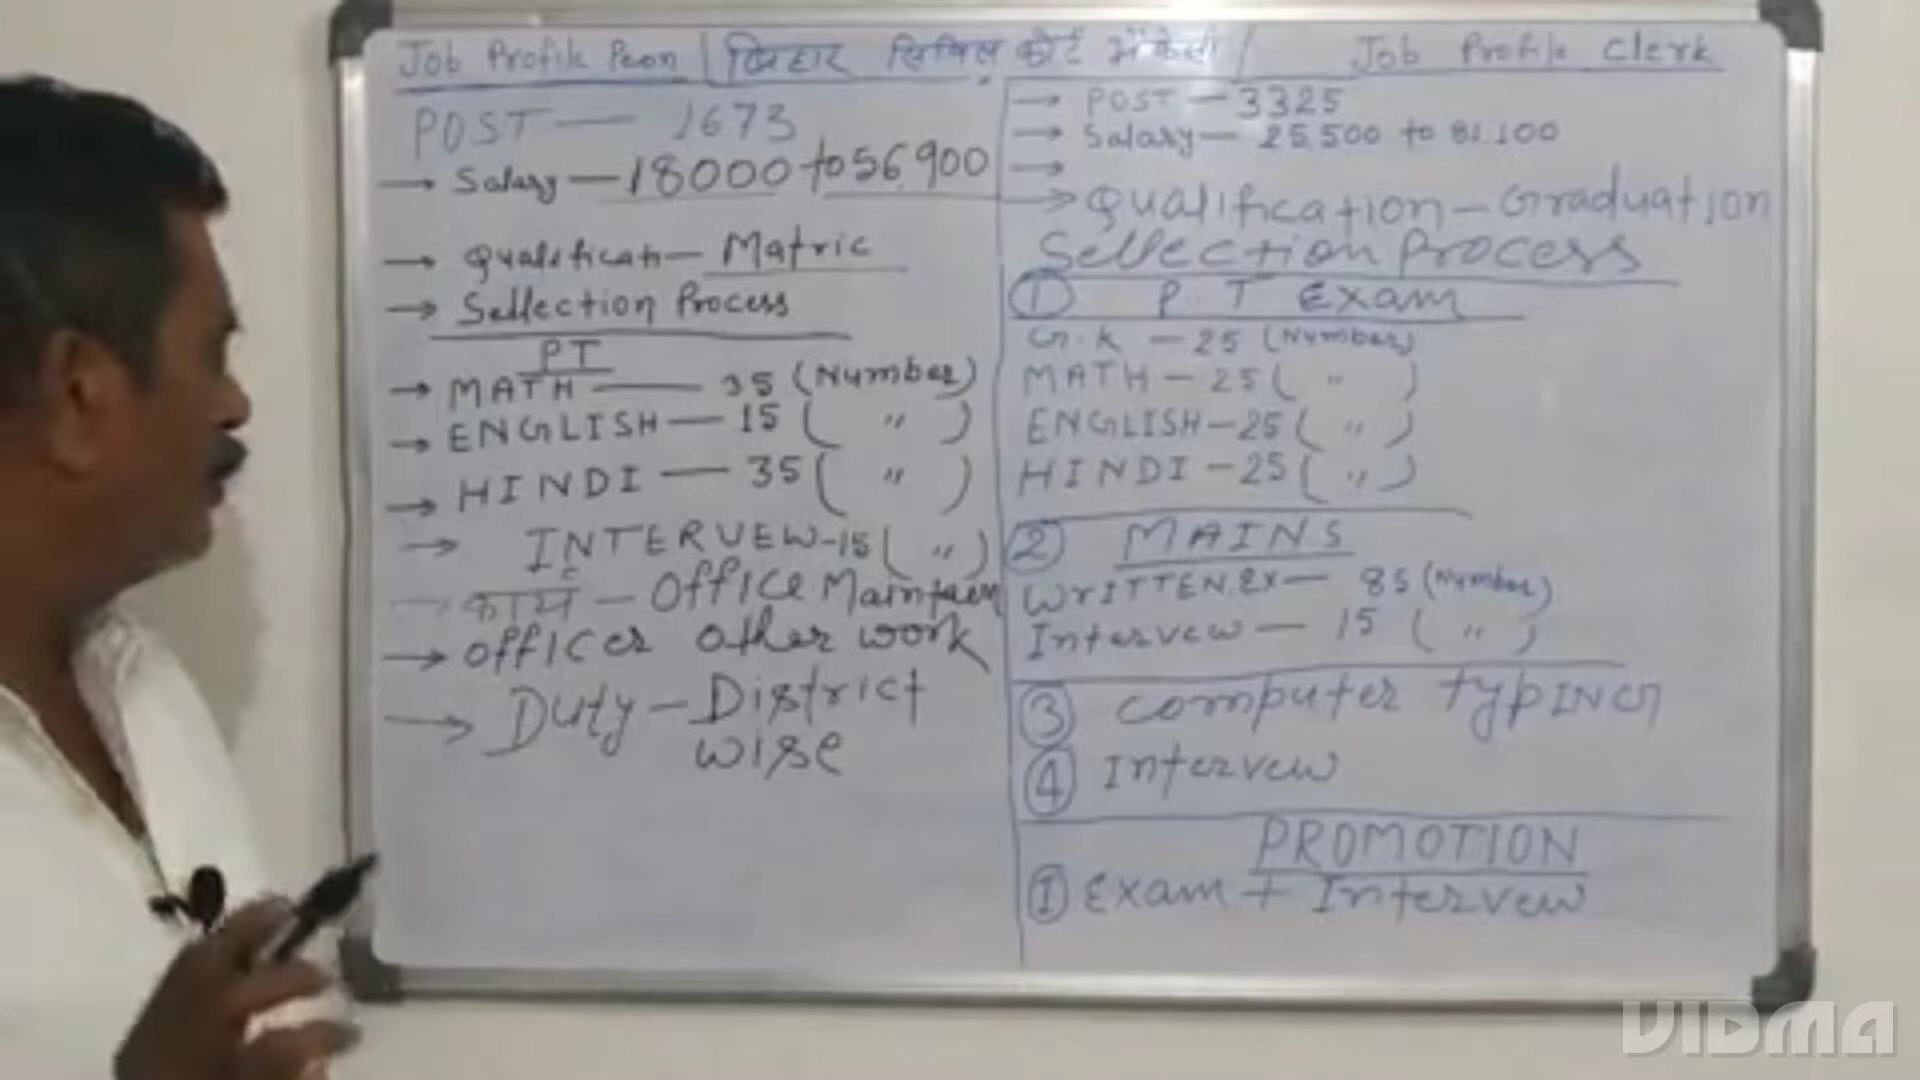 Job Profile Peon | बिहार सिविल कोर्ट में वेकेंसी | Job Profile Clerk
POST — 1673
→ Salary — 18000 to 56,900
→ Qualificati — Matric
→ Sellection Process
PT
→ MATH — 35 (Number)
→ ENGLISH — 15 ( " )
→ HINDI — 35 ( " )
→ INTERVEW-15 ( " )
→ कार्य — Office Maintain
→ officer other work
→ Duty — District
wise
→ POST — 3325
→ Salary — 25,500 to 81,100
→
→ Qualification — Graduation
Sellection Process
① P.T Exam
G.K — 25 (Number)
MATH — 25 ( " )
ENGLISH — 25 ( " )
HINDI — 25 ( " )
② MAINS
WRITTEN.EX — 85 (Number)
Intervew — 15 ( " )
③ Computer typING
④ Intervew
PROMOTION
① Exam + Intervew
VIDMA